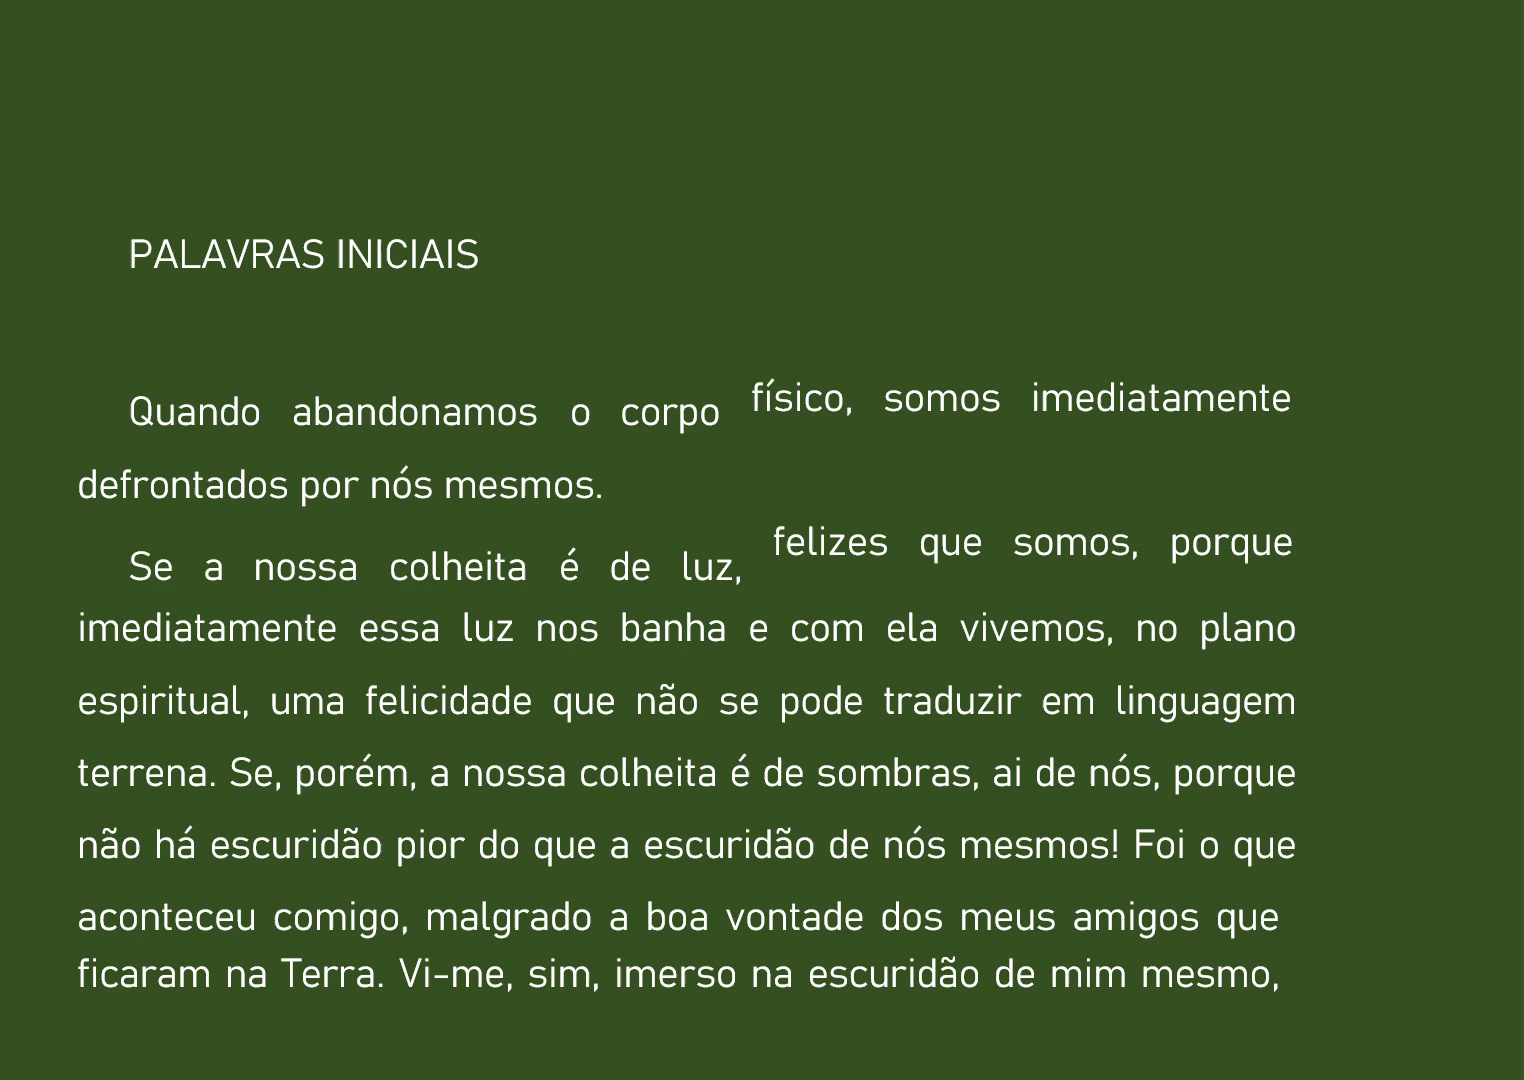 PALAVRAS INICIAIS
Quando abandonamos o corpo físico, somos imediatamente
defrontados por nós mesmos.
Se a nossa colheita é de luz, felizes que somos, porque
imediatamente essa luz nos banha e com ela vivemos, no plano
espiritual, uma felicidade que não se pode traduzir em linguagem
terrena. Se, porém, a nossa colheita é de sombras, ai de nós, porque
não há escuridão pior do que a escuridão de nós mesmos! Foi o que
aconteceu comigo, malgrado a boa vontade dos meus amigos que
ficaram na Terra. Vi-me, sim, imerso na escuridão de mim mesmo,